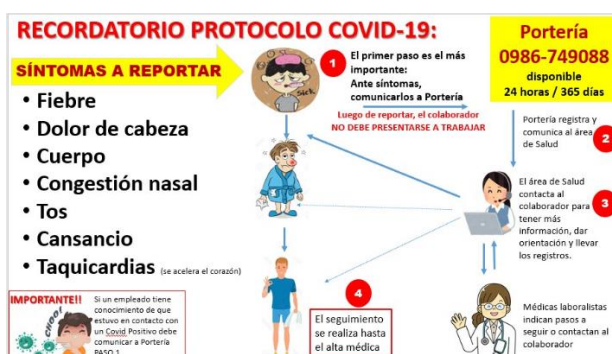 RECORDATORIO PROTOCOLO COVID-19:
SÍNTOMAS A REPORTAR
• Fiebre
• Dolor de cabeza
• Cuerpo
• Congestión nasal
• Tos
• Cansancio
• Taquicardias (se acelera el corazón)
IMPORTANTE!!
CHOO!
Si un empleado tiene
conocimiento de que
estuvo en contacto con
un Covid Positivo debe
comunicar a Portería
PASO 1
Sick
1
El primer paso es el más
importante:
Ante síntomas,
comunicarlos a Portería
Luego de reportar, el colaborador
NO DEBE PRESENTARSE A TRABAJAR
Portería
0986-749088
disponible
24 horas / 365 días
Portería registra y
comunica al área
de Salud
2
El área de Salud
contacta al
colaborador para
tener más
información, dar
orientación y llevar
los registros.
3
4
El seguimiento
se realiza hasta
el alta médica
Médicas laboralistas
indican pasos a
seguir o contactan al
colaborador